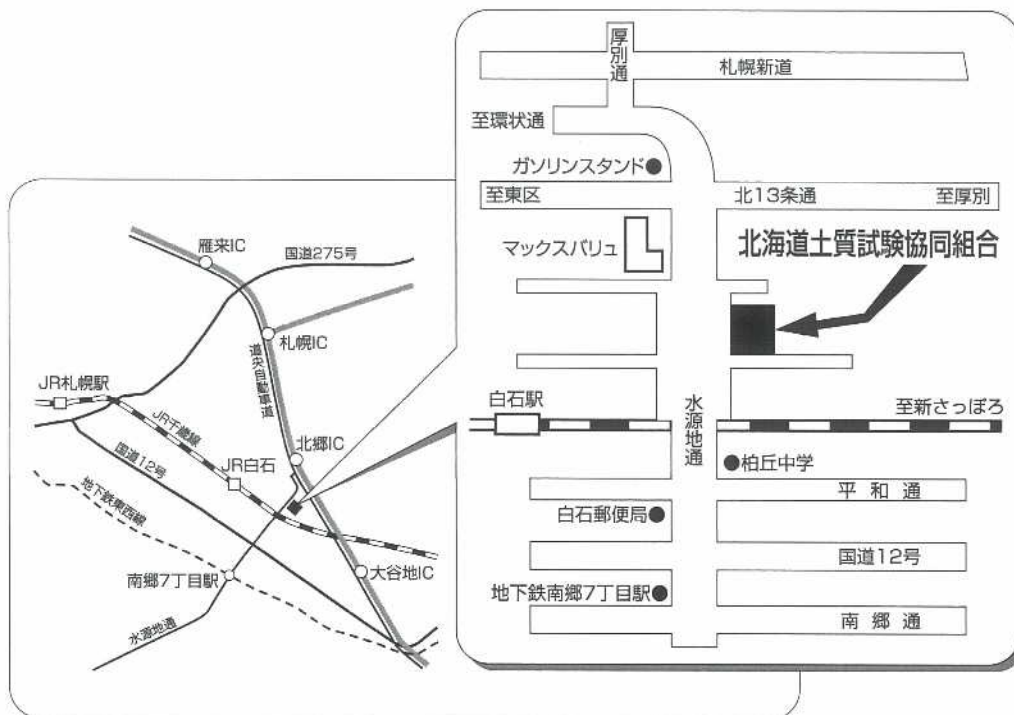 厚別通
札幌新道
至環状通
ガソリンスタンド
至東区
北13条通
至厚別
マックスバリュ
北海道土質試験協同組合
白石駅
水源地通
至新さっぽろ
柏丘中学
平和通
白石郵便局
国道12号
地下鉄南郷7丁目駅
南郷通
雁来IC
国道275号
札幌IC
道央自動車道
JR札幌駅
JR千歳線
北郷IC
国道12号
JR白石
地下鉄東西線
南郷7丁目駅
大谷地IC
水源地通